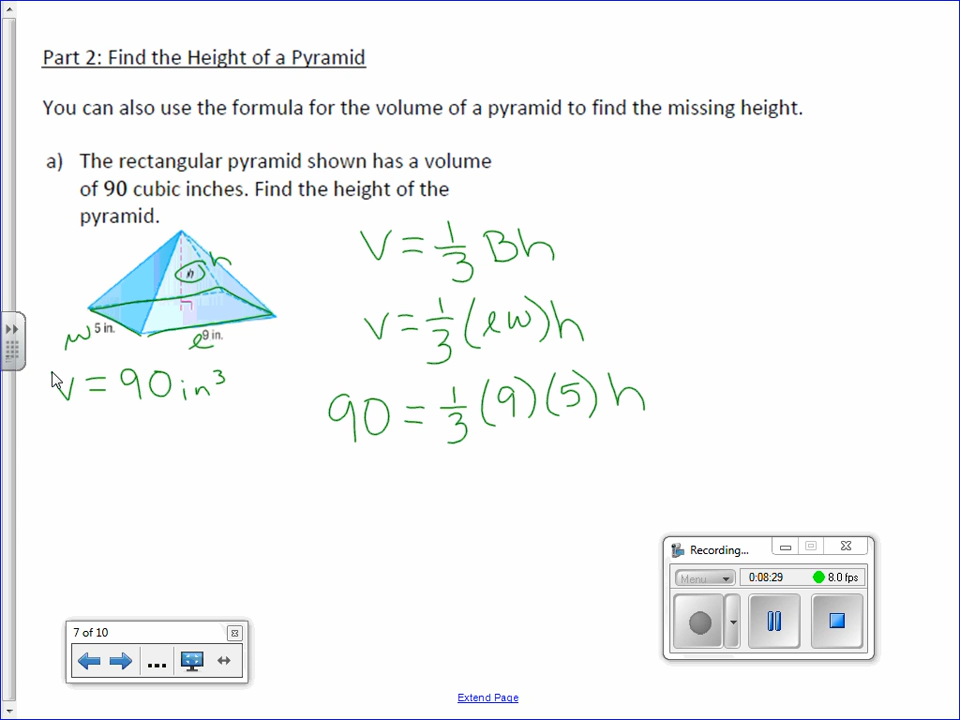 Part 2: Find the Height of a Pyramid
You can also use the formula for the volume of a pyramid to find the missing height.
a) The rectangular pyramid shown has a volume
of 90 cubic inches. Find the height of the
pyramid.
h
h
w 5 in.
l 9 in.
V = 90 in³
V = 1/3 Bh
V = 1/3 (lw)h
90 = 1/3 (9)(5)h
Recording...
Menu
0:08:29
8.0 fps
7 of 10
...
Extend Page